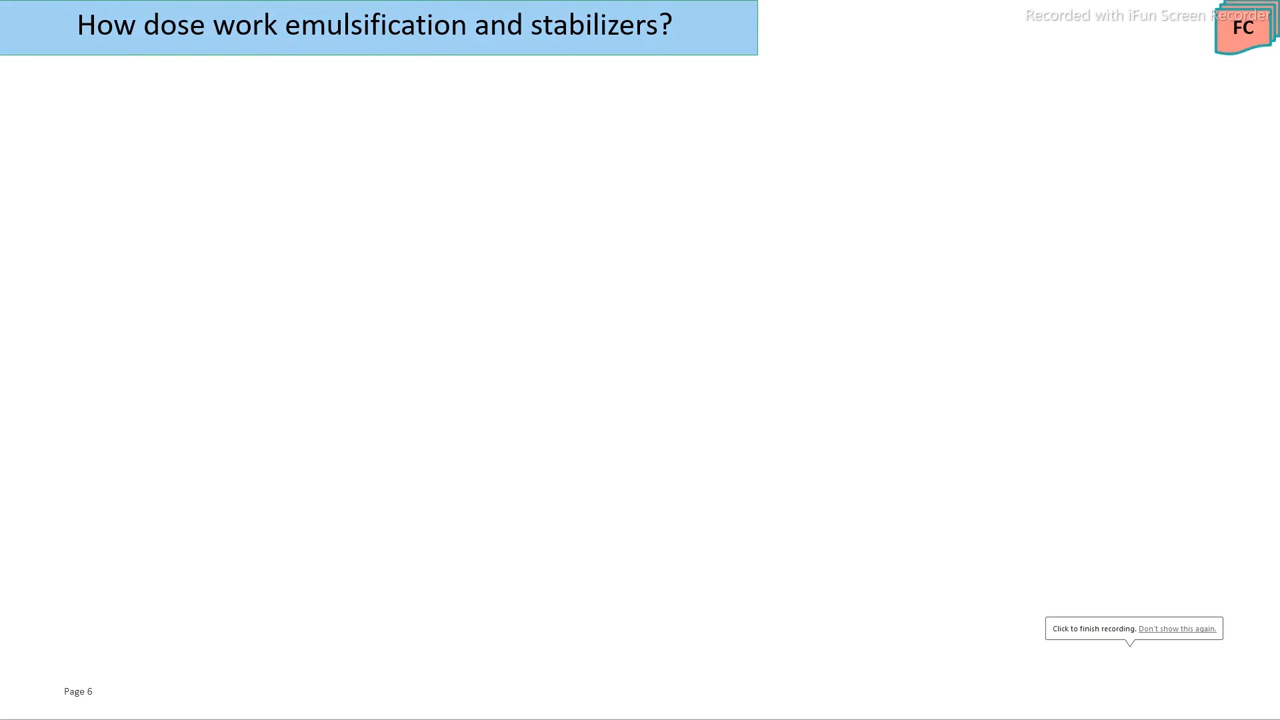 How dose work emulsification and stabilizers?
Recorded with iFun Screen Recorder
FC
Click to finish recording. Don't show this again.
Page 6